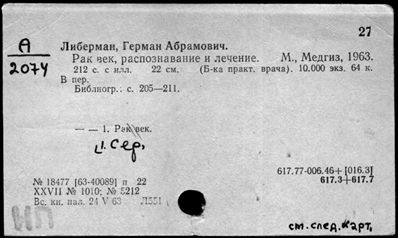 27
А
2074
Либерман, Герман Абрамович.
Рак век, распознавание и лечение. М., Медгиз, 1963.
212 с. с илл. 22 см. (Б-ка практ. врача). 10.000 экз. 64 к.
В пер.
Библиогр.: с. 205—211.
— — 1. Рак век.
Сер.
617.77-006.46+[016.3]
617.3+617.7
№ 18477 [63-40089] п 22
XXVII № 1010; № 5212
Вс. кн. пал. 24 V 63 Л551
ИП
см. след. карт.